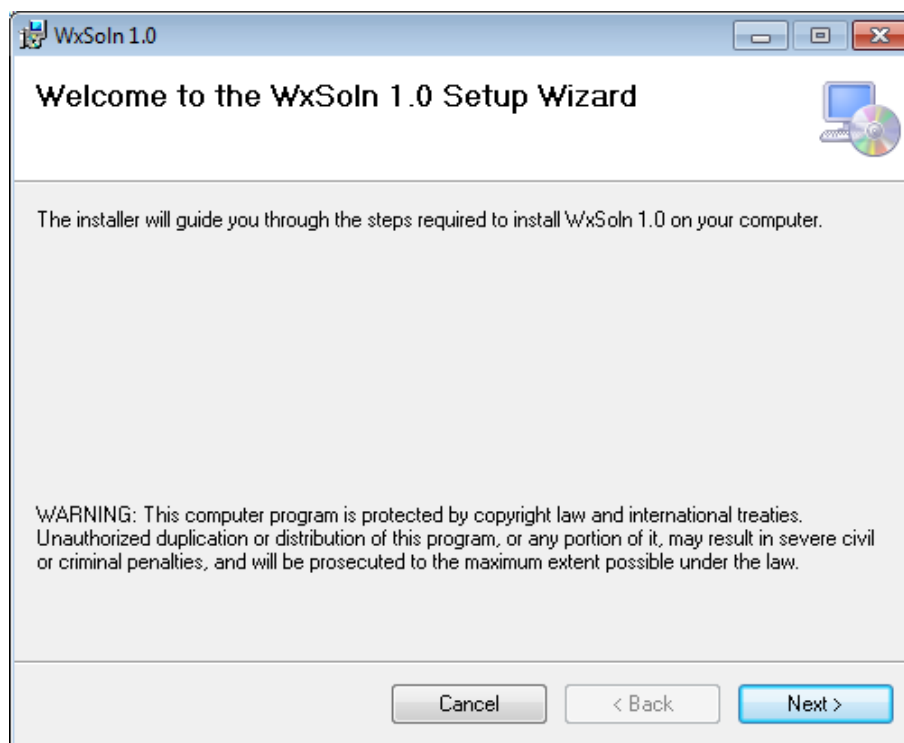 WxSoln 1.0
Welcome to the WxSoln 1.0 Setup Wizard
The installer will guide you through the steps required to install WxSoln 1.0 on your computer.
WARNING: This computer program is protected by copyright law and international treaties.
Unauthorized duplication or distribution of this program, or any portion of it, may result in severe civil
or criminal penalties, and will be prosecuted to the maximum extent possible under the law.
Cancel
< Back
Next >